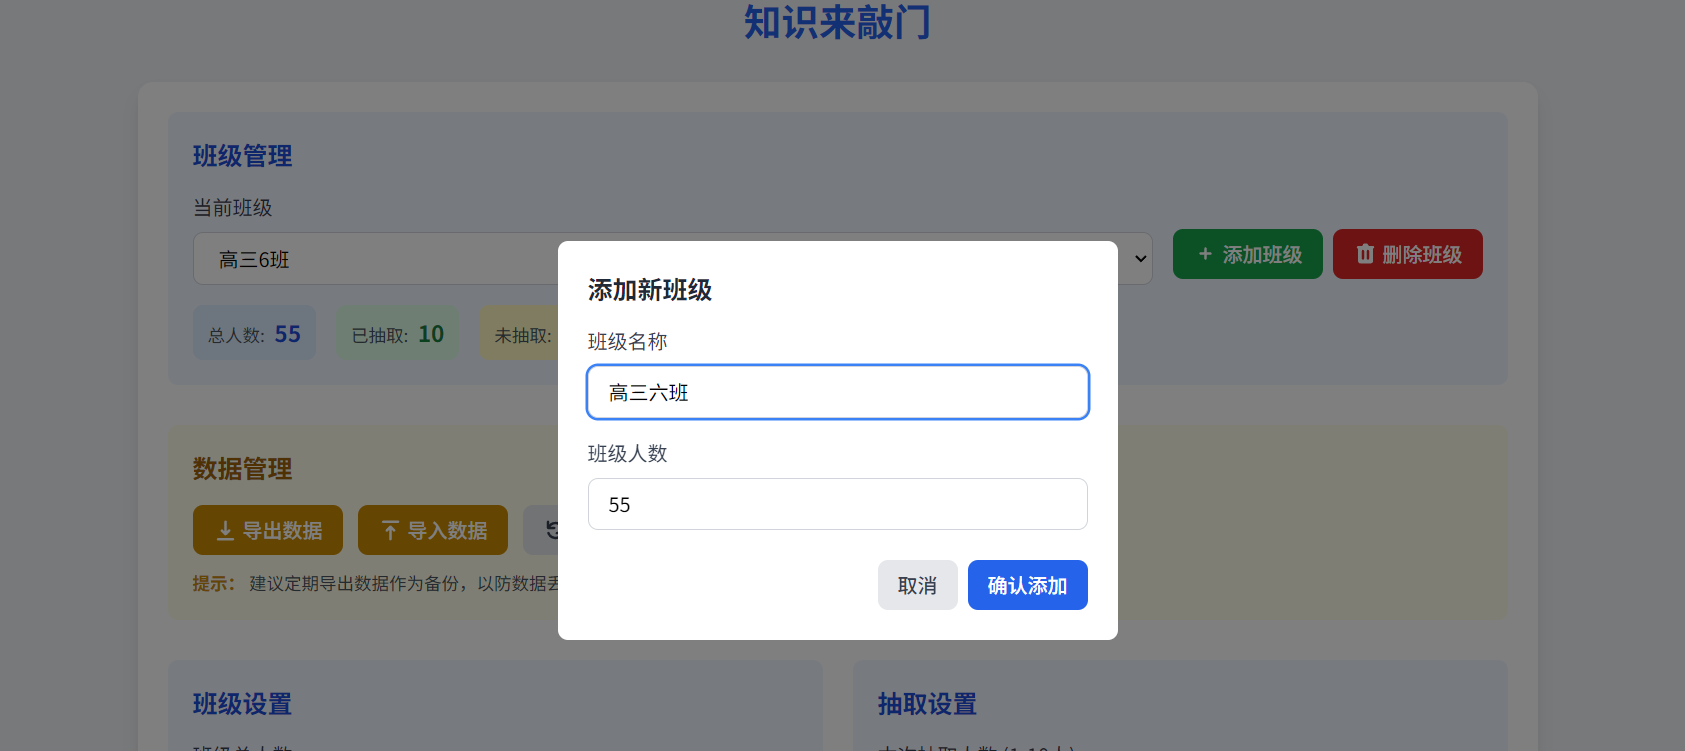 知识来敲门
班级管理
当前班级
高三6班
添加班级
删除班级
总人数: 55
已抽取: 10
未抽取:
添加新班级
班级名称
高三六班
班级人数
55
取消
确认添加
数据管理
导出数据
导入数据
提示： 建议定期导出数据作为备份，以防数据丢
班级设置
抽取设置
班级总人数